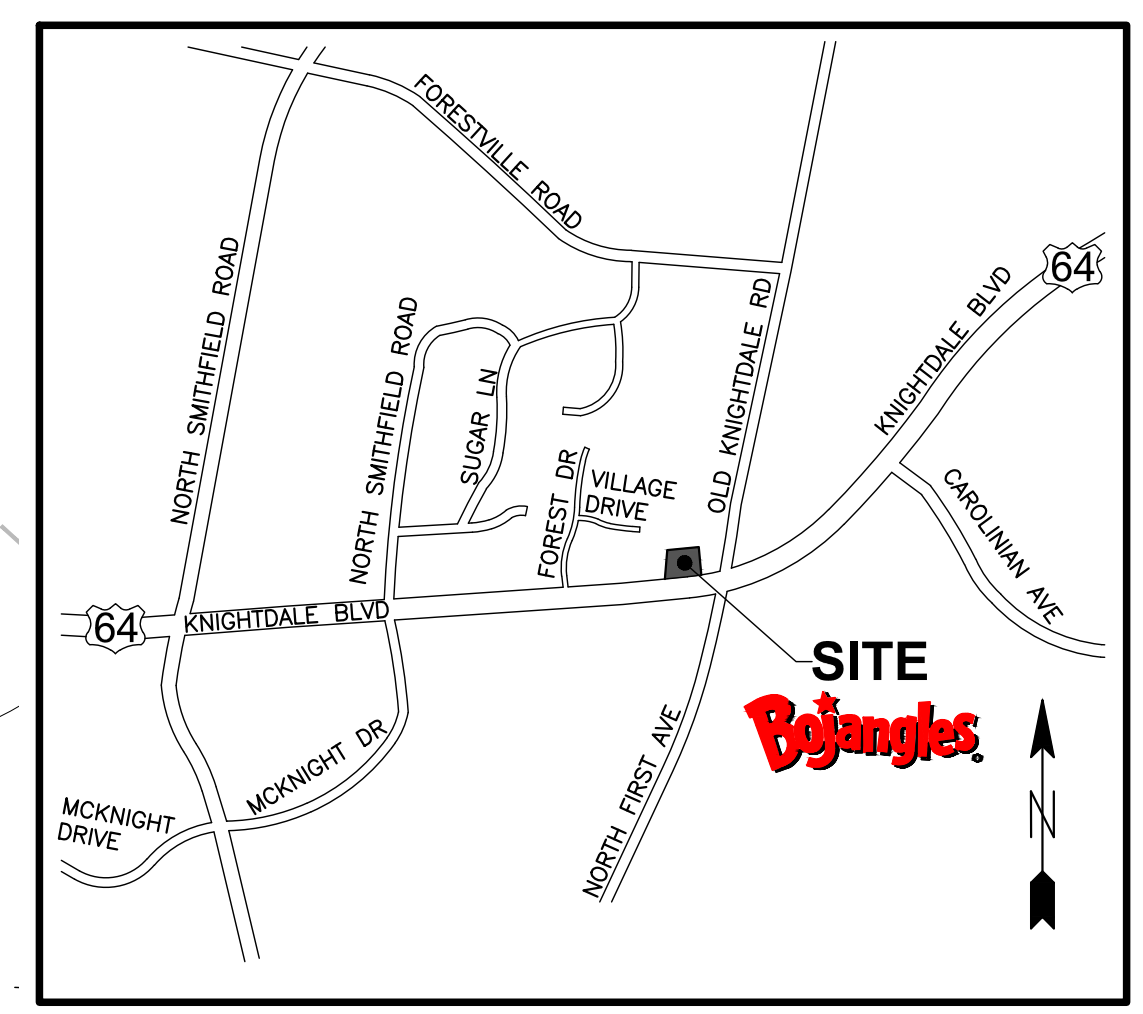 FORESTVILLE ROAD
64
NORTH SMITHFIELD ROAD
NORTH SMITHFIELD ROAD
SUGAR LN
OLD KNIGHTDALE RD
KNIGHTDALE BLVD
FOREST DR
VILLAGE
DRIVE
CAROLINIAN AVE
64
KNIGHTDALE BLVD
SITE
Bojangles
®
MCKNIGHT DR
NORTH FIRST AVE
MCKNIGHT
DRIVE
N